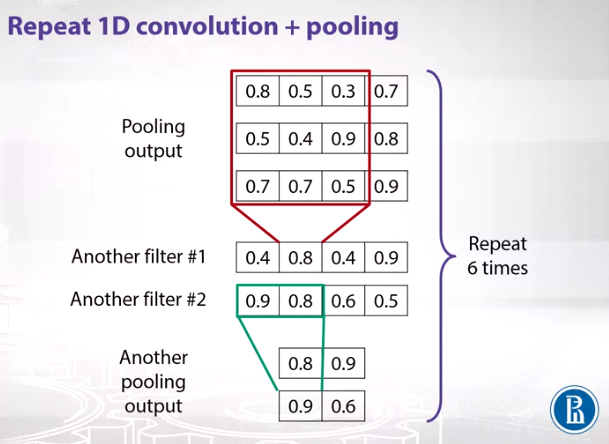 Repeat 1D convolution + pooling
0.8 0.5 0.3 0.7
Pooling
output
0.5 0.4 0.9 0.8
0.7 0.7 0.5 0.9
Another filter #1
0.4 0.8 0.4 0.9
Another filter #2
0.9 0.8 0.6 0.5
Another
pooling
output
0.8 0.9
0.9 0.6
Repeat
6 times